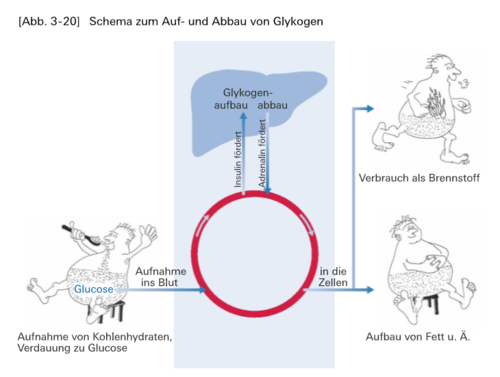 [Abb. 3-20] Schema zum Auf- und Abbau von Glykogen
Glykogen-
aufbau abbau
Insulin fördert
Adrenalin fördert
Verbrauch als Brennstoff
Glucose
Aufnahme
ins Blut
in die
Zellen
Aufnahme von Kohlenhydraten,
Verdauung zu Glucose
Aufbau von Fett u. Ä.